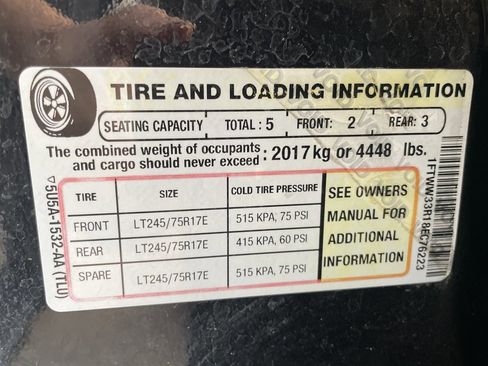 TIRE AND LOADING INFORMATION
SEATING CAPACITY TOTAL : 5 FRONT: 2 REAR: 3
The combined weight of occupants
and cargo should never exceed : 2017 kg or 4448 lbs.
TIRE SIZE COLD TIRE PRESSURE
FRONT LT245/75R17E 515 KPA, 75 PSI
REAR LT245/75R17E 415 KPA, 60 PSI
SPARE LT245/75R17E 515 KPA, 75 PSI
SEE OWNERS
MANUAL FOR
ADDITIONAL
INFORMATION
5U5A-1532-AA (TLU)
1FTWW33R18EC76223